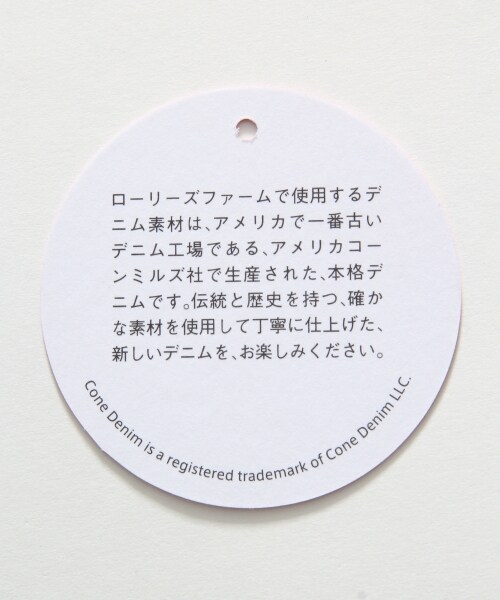 ローリーズファームで使用するデ
ニム素材は、アメリカで一番古い
デニム工場である、アメリカコー
ンミルズ社で生産された、本格デ
ニムです。伝統と歴史を持つ、確か
な素材を使用して丁寧に仕上げた、
新しいデニムを、お楽しみください。
Cone Denim is a registered trademark of Cone Denim LLC.